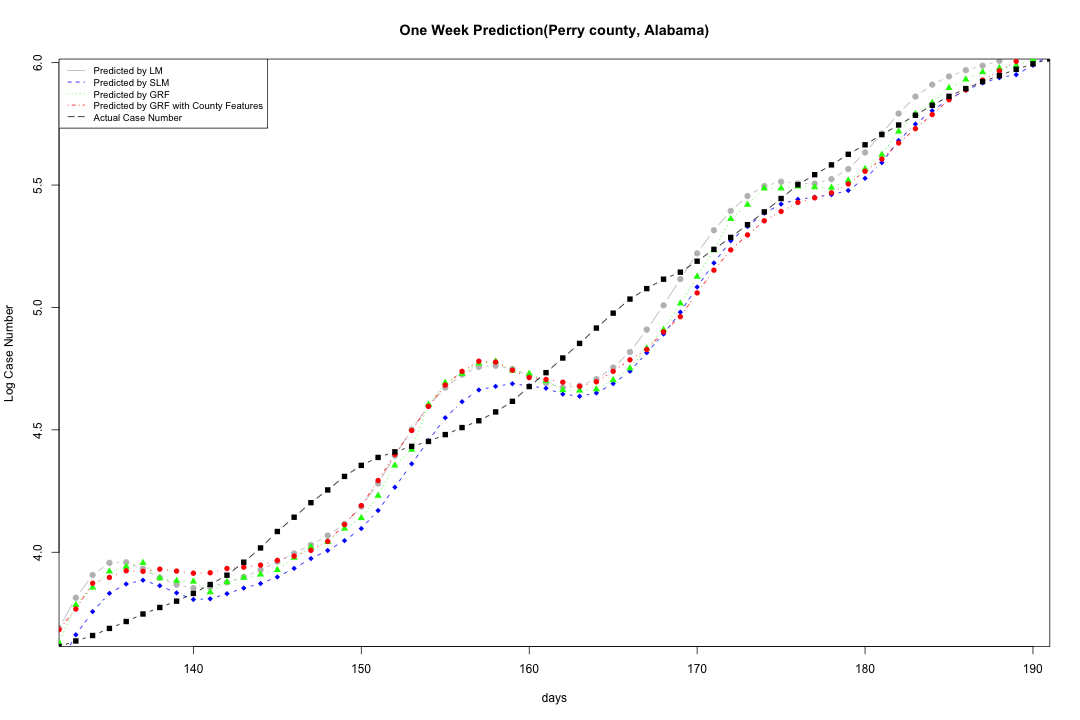 One Week Prediction(Perry county, Alabama)
Predicted by LM
Predicted by SLM
Predicted by GRF
Predicted by GRF with County Features
Actual Case Number
Log Case Number
6.0
5.5
5.0
4.5
4.0
140 150 160 170 180 190
days